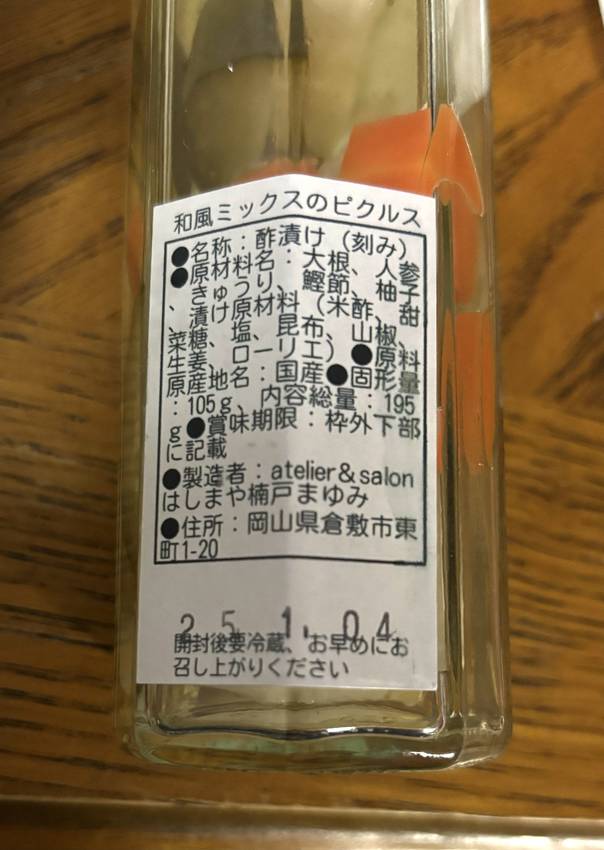 和風ミックスのピクルス
●名称：酢漬け（刻み）
●原材料名：大根、人参
、きゅうり、鰹節、柚子
、漬け原材料（米酢、甜
菜糖、塩、昆布、山椒、
生姜、ローリエ）●原料
原産地名：国産●固形量
：105g、内容総量：195
g●賞味期限：枠外下部
に記載
●製造者：atelier&salon
はしまや楠戸まゆみ
●住所：岡山県倉敷市東
町1-20
25.1.04
開封後要冷蔵、お早めにお
召し上がりください